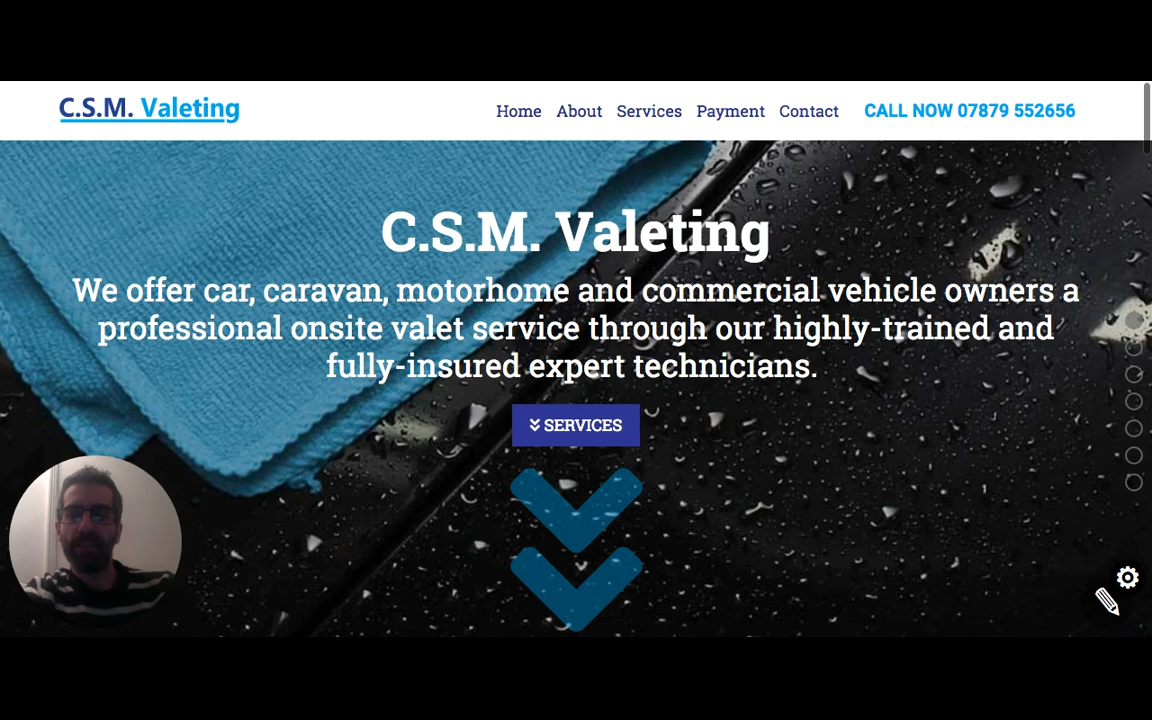 C.S.M. Valeting
Home About Services Payment Contact CALL NOW 07879 552656
C.S.M. Valeting
We offer car, caravan, motorhome and commercial vehicle owners a
professional onsite valet service through our highly-trained and
fully-insured expert technicians.
SERVICES